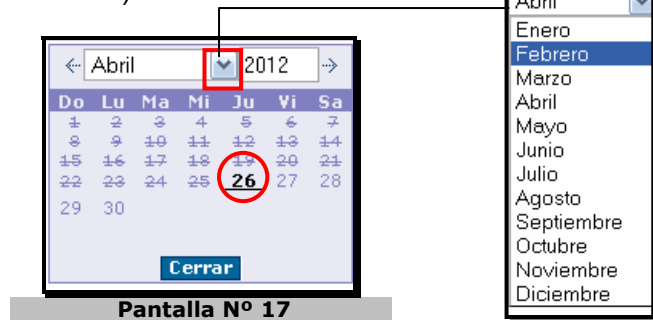 Abril 2012
Do Lu Ma Mi Ju Vi Sa
1 2 3 4 5 6 7
8 9 10 11 12 13 14
15 16 17 18 19 20 21
22 23 24 25 26 27 28
29 30
Cerrar
Pantalla Nº 17
Abril
Enero
Febrero
Marzo
Abril
Mayo
Junio
Julio
Agosto
Septiembre
Octubre
Noviembre
Diciembre